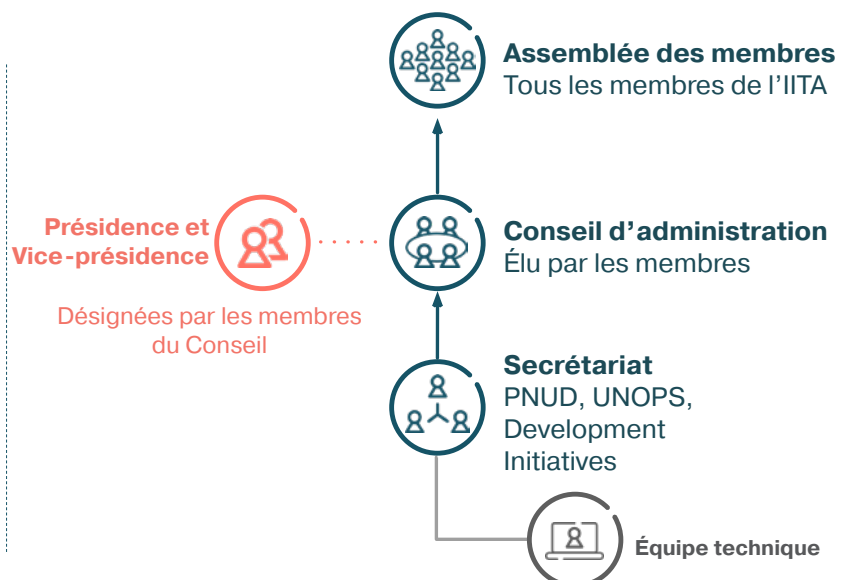 Assemblée des membres
Tous les membres de l'IITA
Présidence et
Vice-présidence
Désignées par les membres
du Conseil
Conseil d'administration
Élu par les membres
Secrétariat
PNUD, UNOPS,
Development
Initiatives
Équipe technique